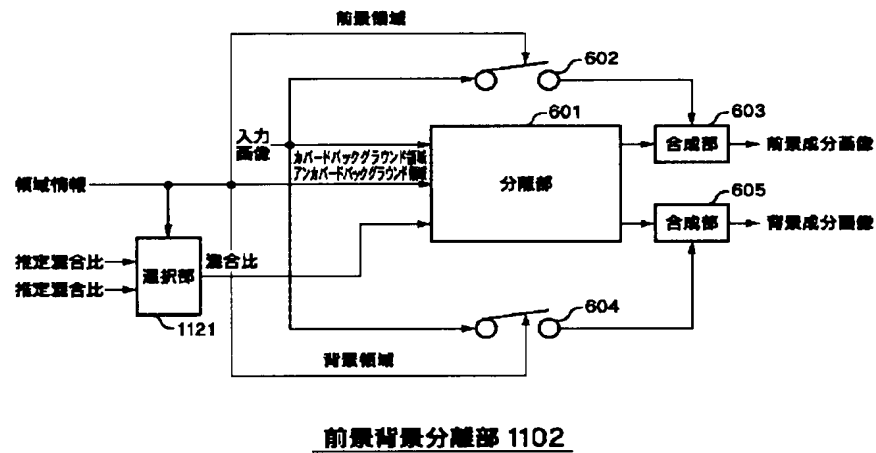 前景領域
602
601
603
入力
画像
カバードバックグラウンド領域
アンカバードバックグラウンド領域
分離部
合成部
前景成分画像
領域情報
605
合成部
背景成分画像
推定混合比
推定混合比
選択部
混合比
1121
604
背景領域
前景背景分離部 1102